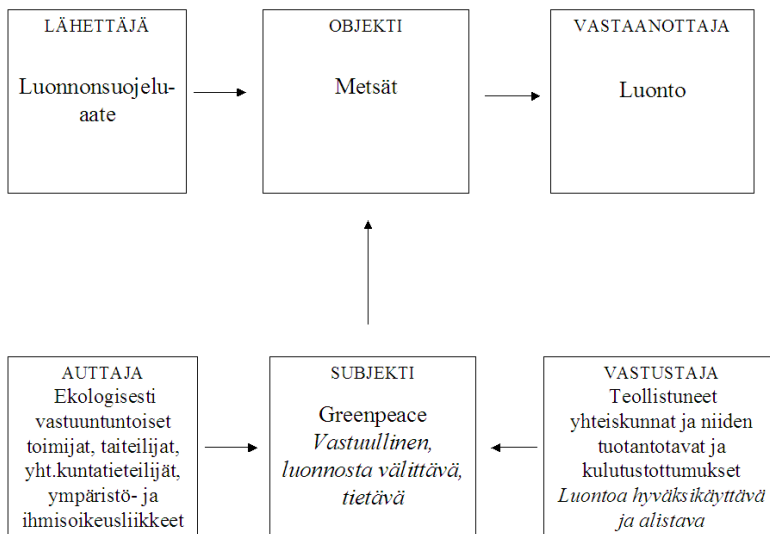 LÄHETTÄJÄ
Luonnonsuojelu-
aate
OBJEKTI
Metsät
VASTAANOTTAJA
Luonto
AUTTAJA
Ekologisesti
vastuuntuntoiset
toimijat, taiteilijat,
yht.kuntatieteilijät,
ympäristö- ja
ihmisoikeusliikkeet
SUBJEKTI
Greenpeace
Vastuullinen,
luonnosta välittävä,
tietävä
VASTUSTAJA
Teollistuneet
yhteiskunnat ja niiden
tuotantotavat ja
kulutustottumukset
Luontoa hyväksikäyttävä
ja alistava